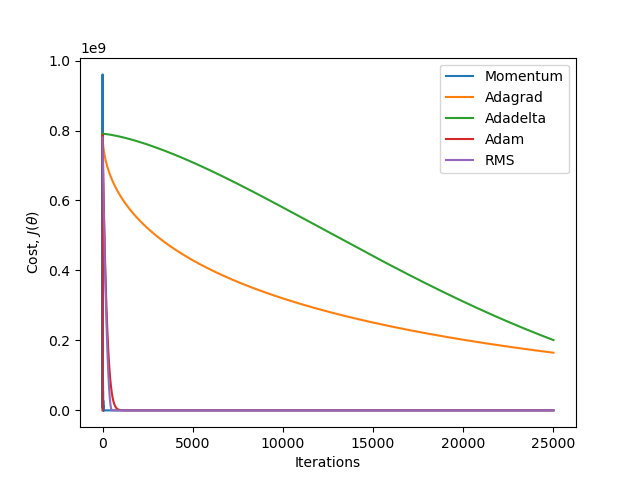 1e9
1.0
0.8
0.6
0.4
0.2
0.0
Cost, J(θ)
0 5000 10000 15000 20000 25000
Iterations
Momentum
Adagrad
Adadelta
Adam
RMS